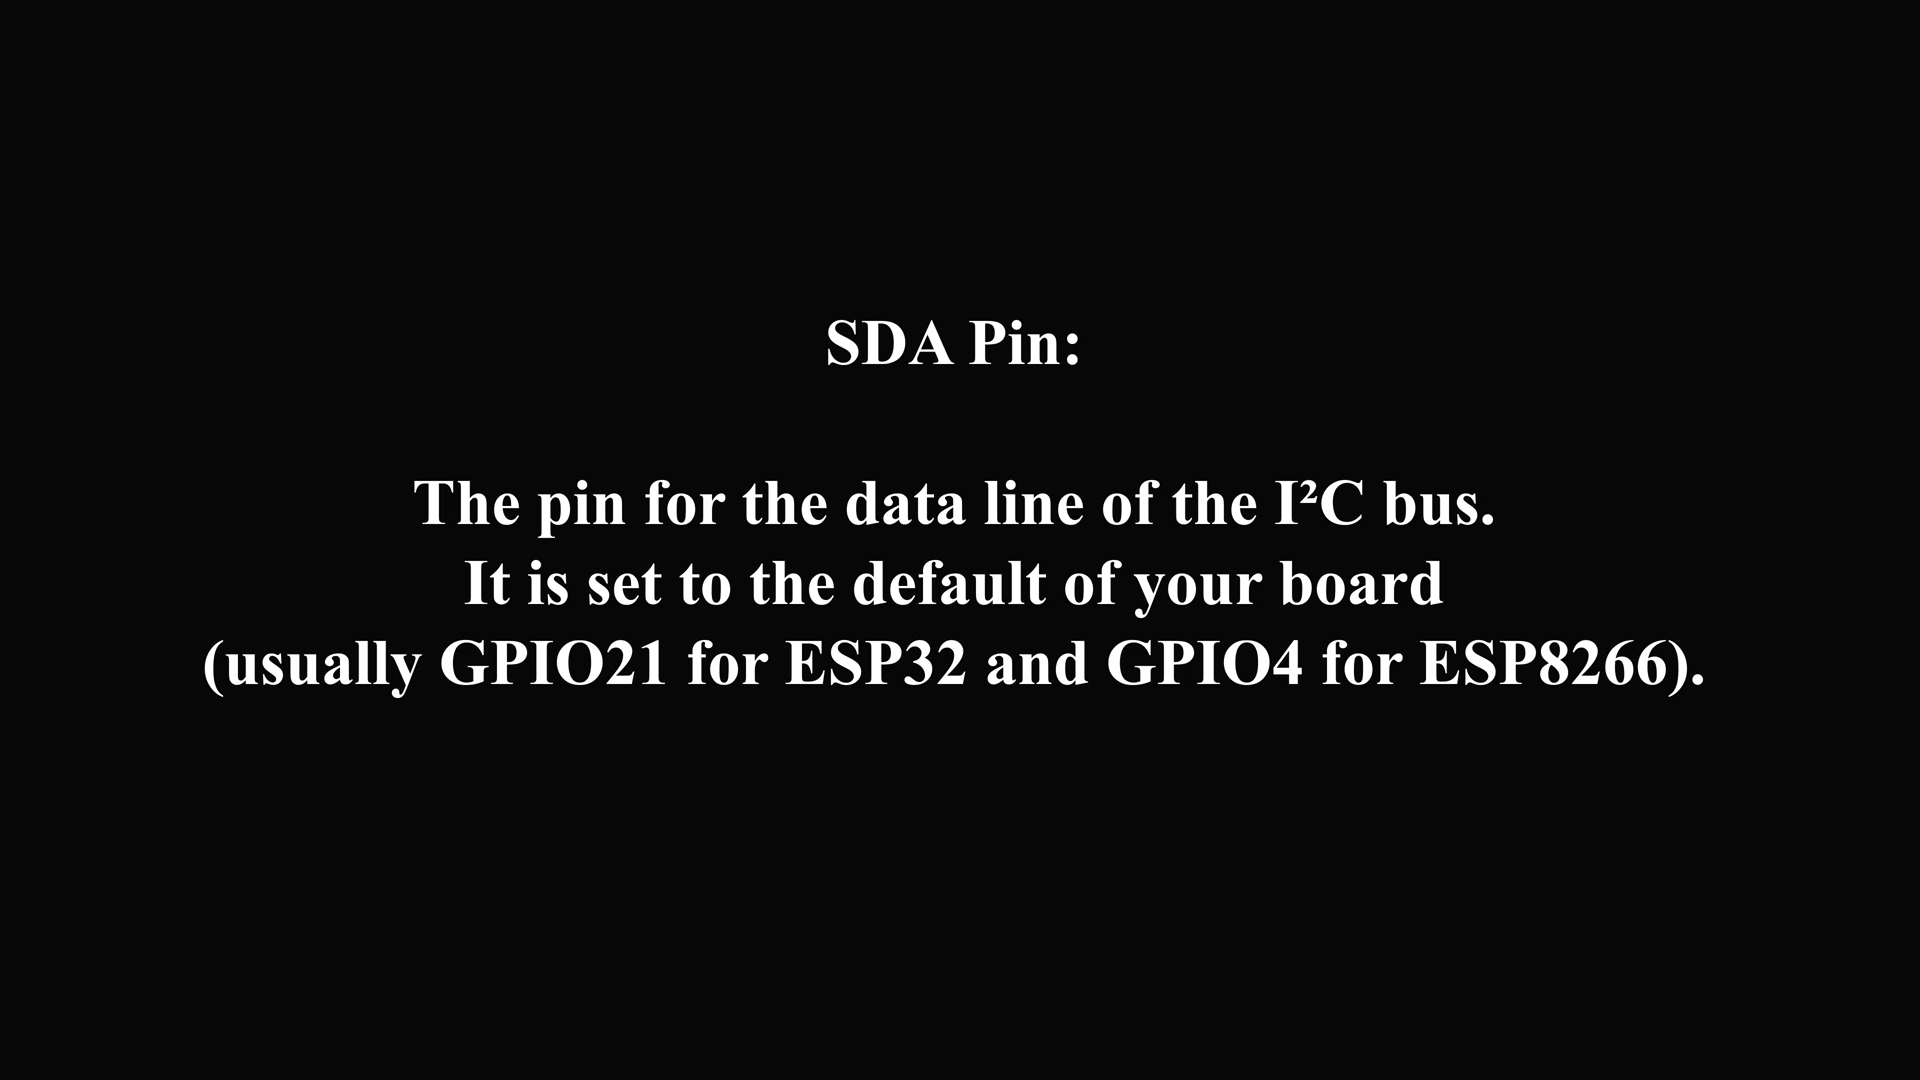 SDA Pin:
The pin for the data line of the I²C bus.
It is set to the default of your board
(usually GPIO21 for ESP32 and GPIO4 for ESP8266).